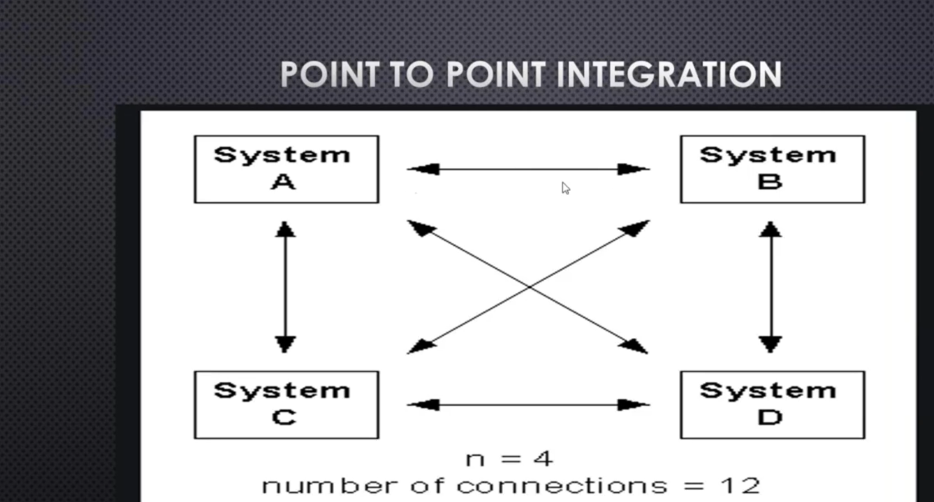 POINT TO POINT INTEGRATION
System
A
System
B
System
C
System
D
n = 4
number of connections = 12